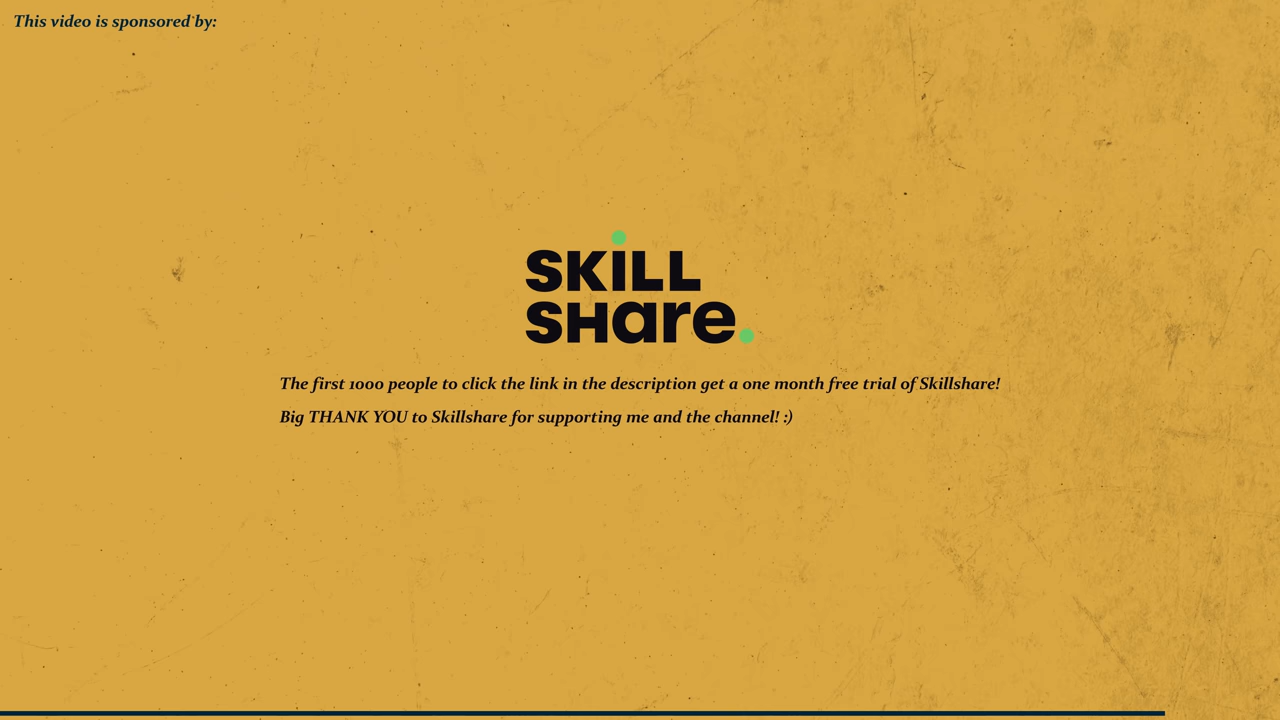 This video is sponsored by:
SKILL
SHare.
The first 1000 people to click the link in the description get a one month free trial of Skillshare!
Big THANK YOU to Skillshare for supporting me and the channel! :)